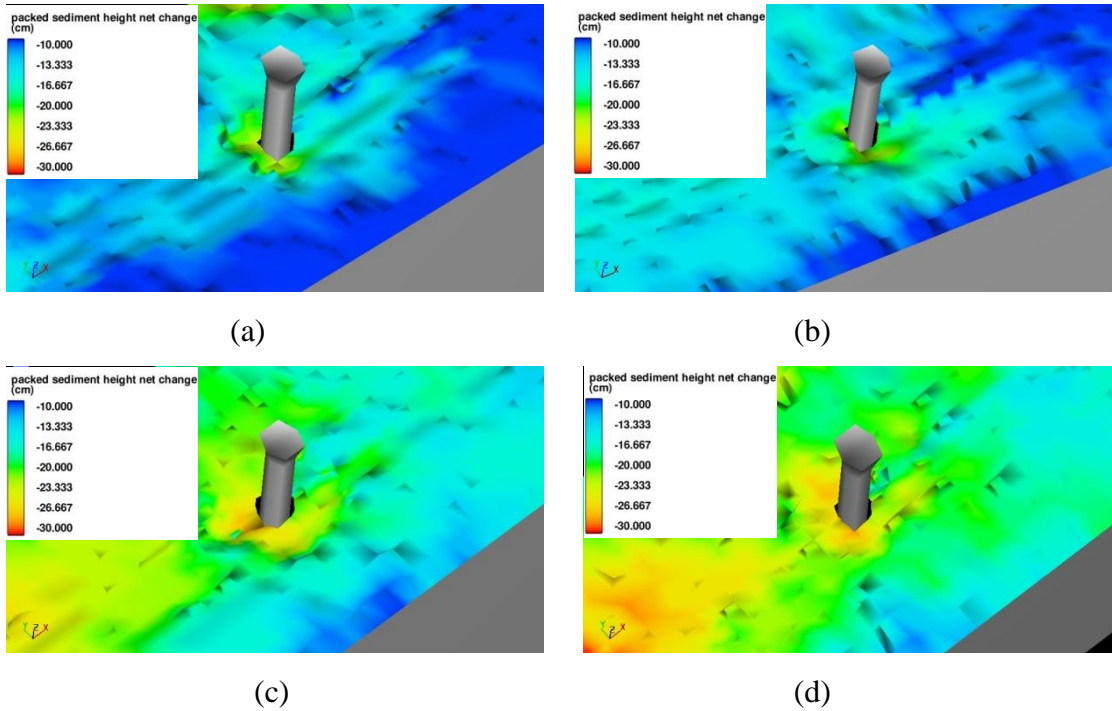 packed sediment height net change
(cm)
-10.000
-13.333
-16.667
-20.000
-23.333
-26.667
-30.000
Y Z X
(a)
packed sediment height net change
(cm)
-10.000
-13.333
-16.667
-20.000
-23.333
-26.667
-30.000
Y Z X
(b)
packed sediment height net change
(cm)
-10.000
-13.333
-16.667
-20.000
-23.333
-26.667
-30.000
Y Z X
(c)
packed sediment height net change
(cm)
-10.000
-13.333
-16.667
-20.000
-23.333
-26.667
-30.000
Y Z X
(d)